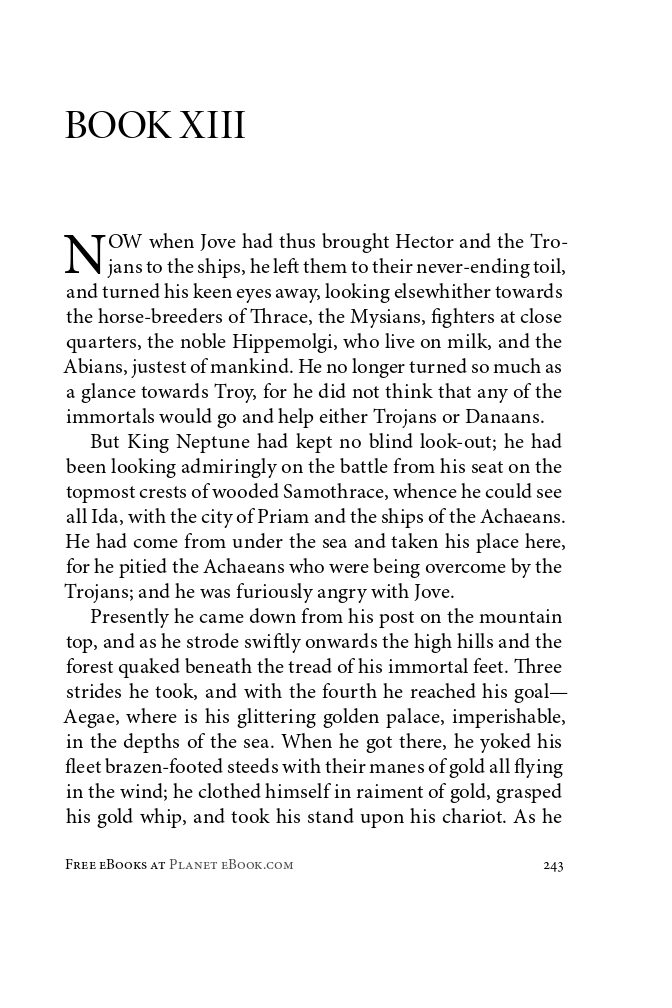 BOOK XIII
NOW when Jove had thus brought Hector and the Tro-
jans to the ships, he left them to their never-ending toil,
and turned his keen eyes away, looking elsewhither towards
the horse-breeders of Thrace, the Mysians, fighters at close
quarters, the noble Hippemolgi, who live on milk, and the
Abians, justest of mankind. He no longer turned so much as
a glance towards Troy, for he did not think that any of the
immortals would go and help either Trojans or Danaans.
But King Neptune had kept no blind look-out; he had
been looking admiringly on the battle from his seat on the
topmost crests of wooded Samothrace, whence he could see
all Ida, with the city of Priam and the ships of the Achaeans.
He had come from under the sea and taken his place here,
for he pitied the Achaeans who were being overcome by the
Trojans; and he was furiously angry with Jove.
Presently he came down from his post on the mountain
top, and as he strode swiftly onwards the high hills and the
forest quaked beneath the tread of his immortal feet. Three
strides he took, and with the fourth he reached his goal—
Aegae, where is his glittering golden palace, imperishable,
in the depths of the sea. When he got there, he yoked his
fleet brazen-footed steeds with their manes of gold all flying
in the wind; he clothed himself in raiment of gold, grasped
his gold whip, and took his stand upon his chariot. As he
Free eBooks at Planet eBook.com 243